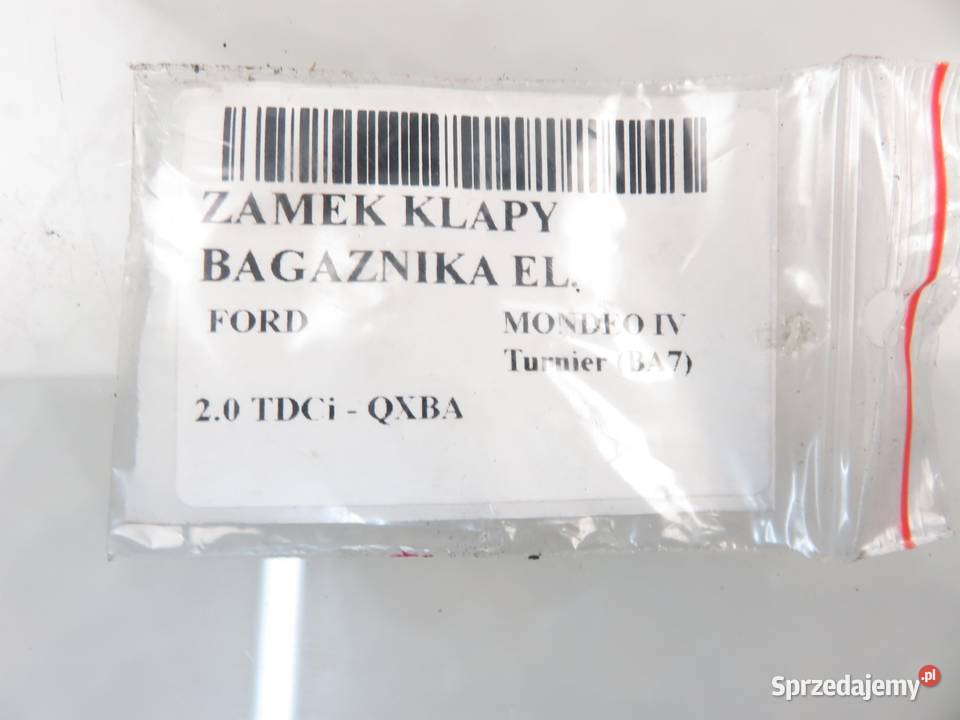 ZAMEK KLAPY
BAGAZNIKA EL.
FORD MONDEO IV
Turnier (BA7)
2.0 TDCi - QXBA
Sprzedajemy.pl